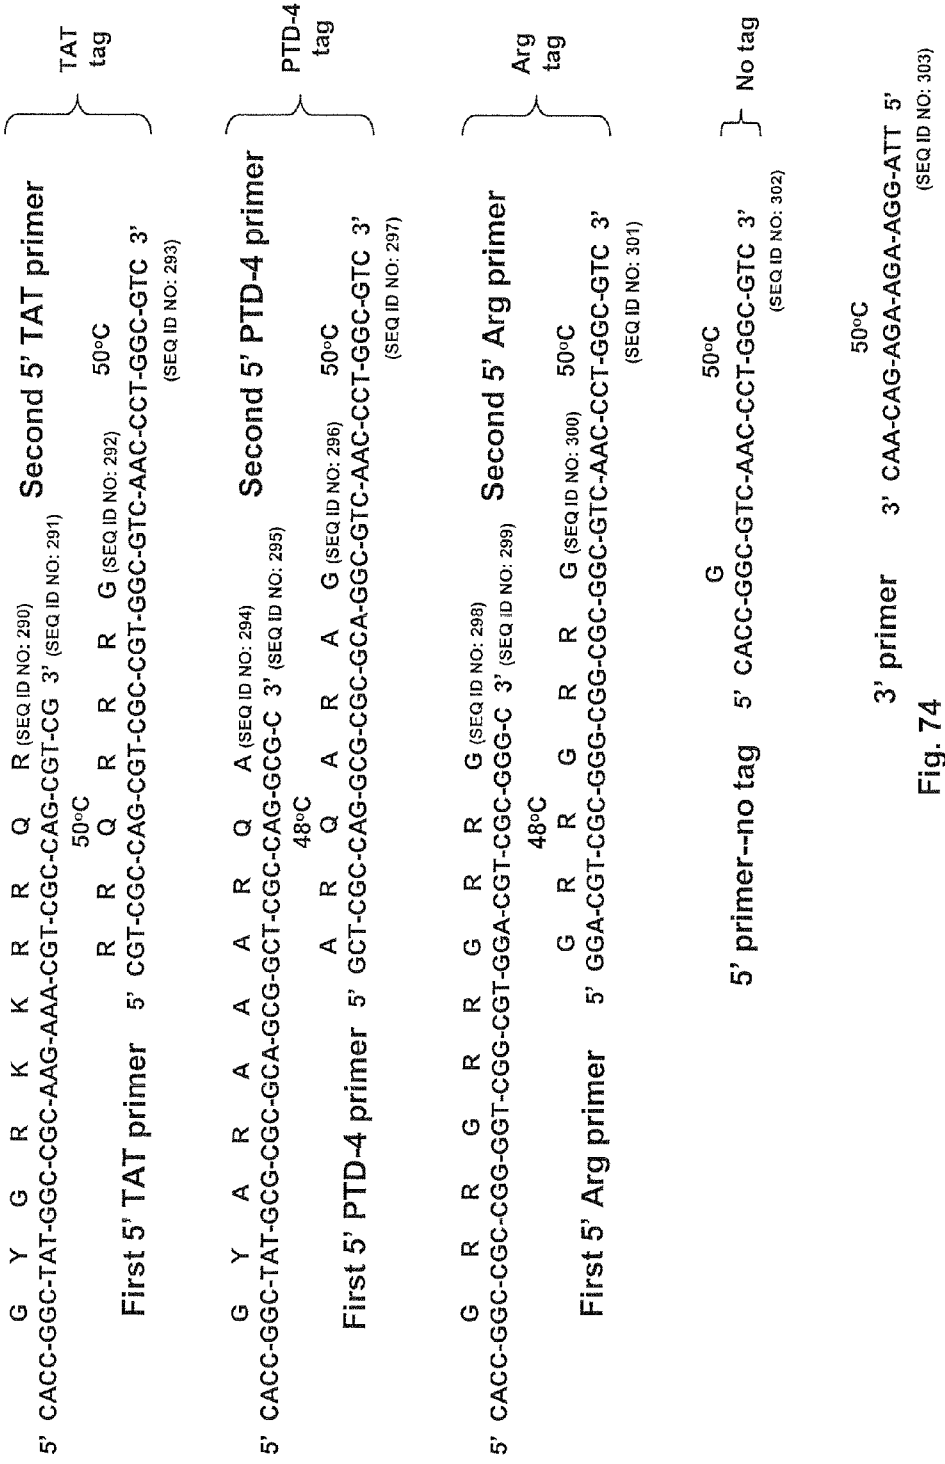 G Y G R K K R R Q R (SEQ ID NO: 290) Second 5' TAT primer
5' CACC-GGC-TAT-GGC-CGC-AAG-AAA-CGT-CGC-CAG-CGT-CG 3' (SEQ ID NO: 291)
50°C
R R Q R R R G (SEQ ID NO: 292) 50°C
First 5' TAT primer 5' CGT-CGC-CAG-CGT-CGC-CGT-GGC-GTC-AAC-CCT-GGC-GTC 3'
(SEQ ID NO: 293)
TAT
tag
G Y A R A A A R Q A (SEQ ID NO: 294) Second 5' PTD-4 primer
5' CACC-GGC-TAT-GCG-CGC-GCA-GCG-GCT-CGC-CAG-GCG-C 3' (SEQ ID NO: 295)
48°C
A R Q A R A G (SEQ ID NO: 296) 50°C
First 5' PTD-4 primer 5' GCT-CGC-CAG-GCG-CGC-GCA-GGC-GTC-AAC-CCT-GGC-GTC 3'
(SEQ ID NO: 297)
PTD-4
tag
G R R G R R G R R G (SEQ ID NO: 298) Second 5' Arg primer
5' CACC-GGC-CGC-CGG-GGT-CGG-CGT-GGA-CGT-CGC-GGG-C 3' (SEQ ID NO: 299)
48°C
G R R G R R G (SEQ ID NO: 300) 50°C
First 5' Arg primer 5' GGA-CGT-CGC-GGG-CGG-CGC-GGC-GTC-AAC-CCT-GGC-GTC 3'
(SEQ ID NO: 301)
Arg
tag
G 50°C
5' primer--no tag 5' CACC-GGC-GTC-AAC-CCT-GGC-GTC 3'
(SEQ ID NO: 302)
No tag
50°C
3' primer 3' CAA-CAG-AGA-AGA-AGG-ATT 5'
(SEQ ID NO: 303)
Fig. 74